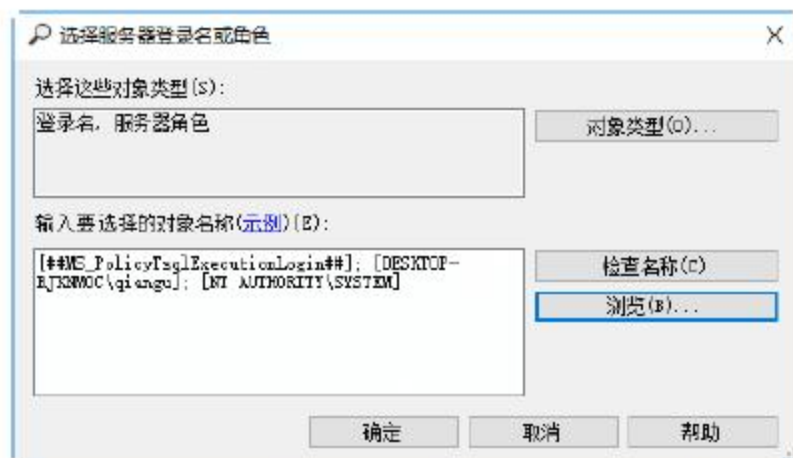 选择服务器登录名或角色
选择这些对象类型(S):
登录名, 服务器角色
对象类型(O)...
输入要选择的对象名称(示例)(E):
[##MS_PolicyTsqlExecutionLogin##]; [DESKTOP-
RJKNMOC\qiangu]; [NT AUTHORITY\SYSTEM]
检查名称(C)
浏览(B)...
确定
取消
帮助